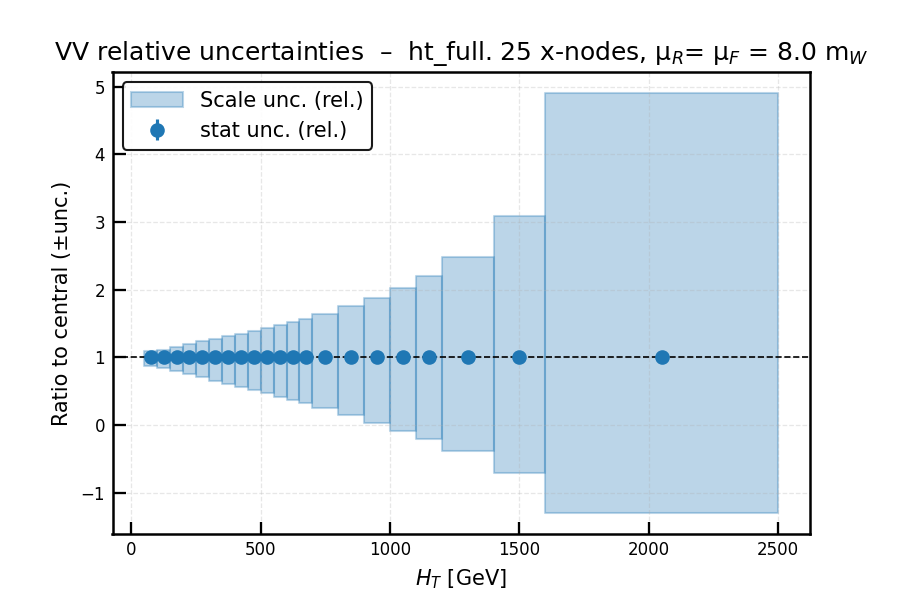 VV relative uncertainties – ht_full. 25 x-nodes, μR= μF = 8.0 mW
Scale unc. (rel.)
stat unc. (rel.)
Ratio to central (±unc.)
5
4
3
2
1
0
−1
0 500 1000 1500 2000 2500
HT [GeV]